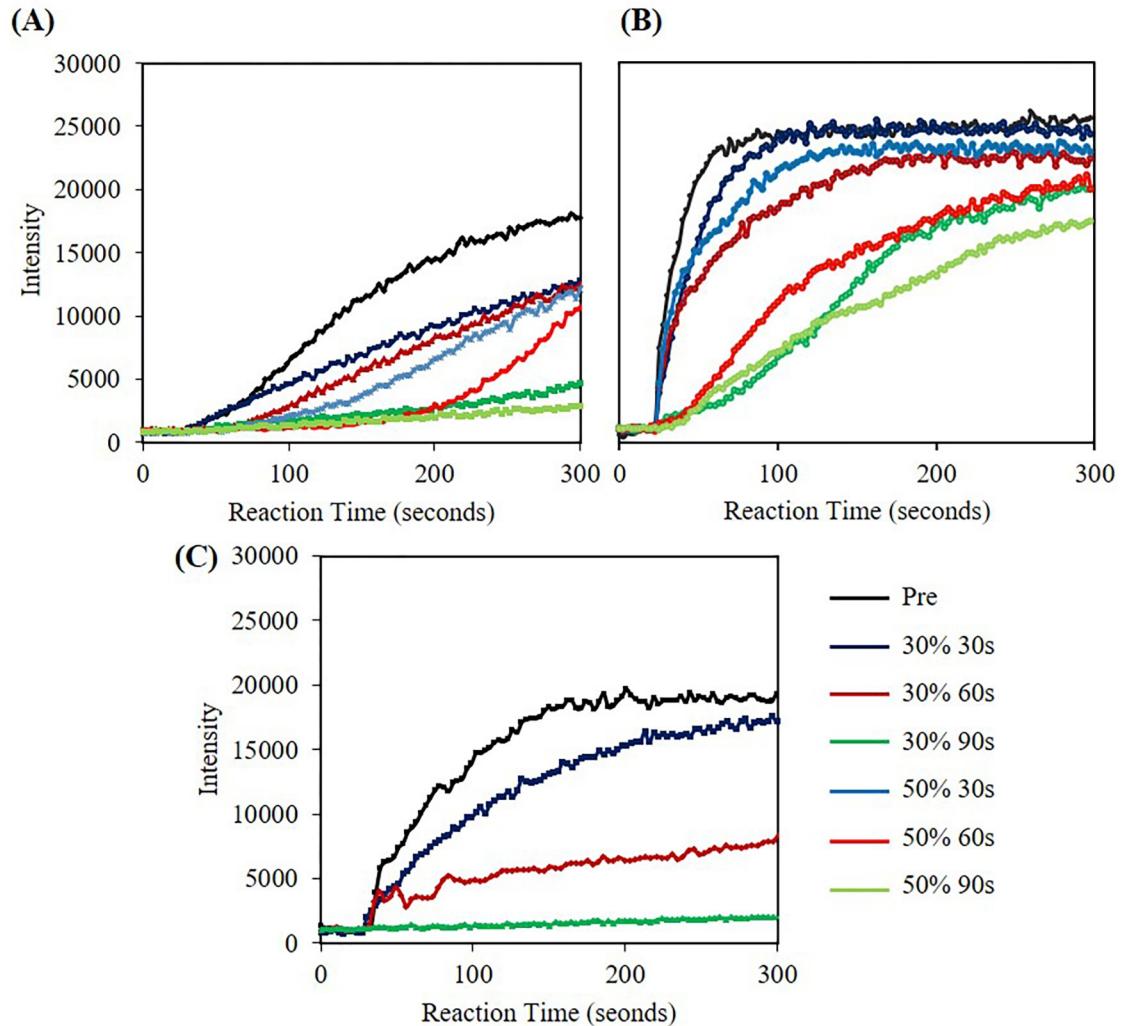 (A)
30000
25000
20000
15000
10000
5000
0
Intensity
0 100 200 300
Reaction Time (seconds)
(B)
0 100 200 300
Reaction Time (seconds)
(C)
30000
25000
20000
15000
10000
5000
0
Intensity
0 100 200 300
Reaction Time (seonds)
Pre
30% 30s
30% 60s
30% 90s
50% 30s
50% 60s
50% 90s